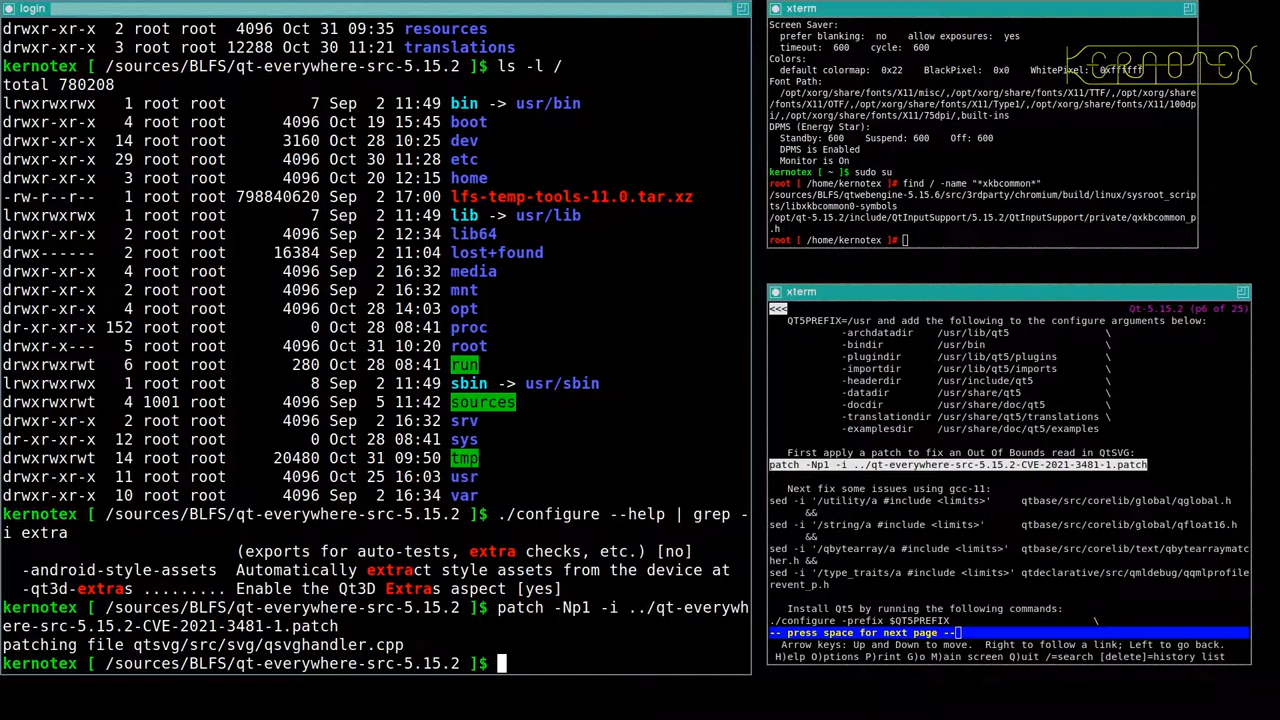 login
drwxr-xr-x 2 root root 4096 Oct 31 09:35 resources
drwxr-xr-x 3 root root 12288 Oct 30 11:21 translations
kernotex [ /sources/BLFS/qt-everywhere-src-5.15.2 ]$ ls -l /
total 780208
lrwxrwxrwx 1 root root 7 Sep 2 11:49 bin -> usr/bin
drwxr-xr-x 4 root root 4096 Oct 19 15:45 boot
drwxr-xr-x 14 root root 3160 Oct 28 10:25 dev
drwxr-xr-x 29 root root 4096 Oct 30 11:28 etc
drwxr-xr-x 3 root root 4096 Oct 20 12:15 home
-rw-r--r-- 1 root root 798840620 Sep 2 17:00 lfs-temp-tools-11.0.tar.xz
lrwxrwxrwx 1 root root 7 Sep 2 11:49 lib -> usr/lib
drwxr-xr-x 2 root root 4096 Sep 2 12:34 lib64
drwx------ 2 root root 16384 Sep 2 11:04 lost+found
drwxr-xr-x 4 root root 4096 Sep 2 16:32 media
drwxr-xr-x 2 root root 4096 Sep 2 16:32 mnt
drwxr-xr-x 4 root root 4096 Oct 28 14:03 opt
dr-xr-xr-x 152 root root 0 Oct 28 08:41 proc
drwxr-x--- 5 root root 4096 Oct 31 10:20 root
drwxrwxrwt 6 root root 280 Oct 28 08:41 run
lrwxrwxrwx 1 root root 8 Sep 2 11:49 sbin -> usr/sbin
drwxrwxrwt 4 1001 root 4096 Sep 5 11:42 sources
drwxr-xr-x 2 root root 4096 Sep 2 16:32 srv
dr-xr-xr-x 12 root root 0 Oct 28 08:41 sys
drwxrwxrwt 14 root root 20480 Oct 31 09:50 tmp
drwxr-xr-x 11 root root 4096 Oct 25 16:03 usr
drwxr-xr-x 10 root root 4096 Sep 2 16:34 var
kernotex [ /sources/BLFS/qt-everywhere-src-5.15.2 ]$ ./configure --help | grep -
i extra
(exports for auto-tests, extra checks, etc.) [no]
-android-style-assets Automatically extract style assets from the device at
-qt3d-extras ......... Enable the Qt3D Extras aspect [yes]
kernotex [ /sources/BLFS/qt-everywhere-src-5.15.2 ]$ patch -Np1 -i ../qt-everywh
ere-src-5.15.2-CVE-2021-3481-1.patch
patching file qtsvg/src/svg/qsvghandler.cpp
kernotex [ /sources/BLFS/qt-everywhere-src-5.15.2 ]$
xterm
Screen Saver:
prefer blanking: no allow exposures: yes
timeout: 600 cycle: 600
Colors:
default colormap: 0x22 BlackPixel: 0x0 WhitePixel: 0xffffff
Font Path:
/opt/xorg/share/fonts/X11/misc/,/opt/xorg/share/fonts/X11/TTF/,/opt/xorg/share
/fonts/X11/OTF/,/opt/xorg/share/fonts/X11/Type1/,/opt/xorg/share/fonts/X11/100dp
i/,/opt/xorg/share/fonts/X11/75dpi/,built-ins
DPMS (Energy Star):
Standby: 600 Suspend: 600 Off: 600
DPMS is Enabled
Monitor is On
kernotex [ ~ ]$ sudo su
root [ /home/kernotex ]# find / -name "*xkbcommon*"
/sources/BLFS/qtwebengine-5.15.6/src/3rdparty/chromium/build/linux/sysroot_scrip
ts/libxkbcommon0-symbols
/opt/qt-5.15.2/include/QtInputSupport/5.15.2/QtInputSupport/private/qxkbcommon_p
.h
root [ /home/kernotex ]#
KERNOTEX
xterm
<<< Qt-5.15.2 (p6 of 25)
QT5PREFIX=/usr and add the following to the configure arguments below:
-archdatadir /usr/lib/qt5 \
-bindir /usr/bin \
-plugindir /usr/lib/qt5/plugins \
-importdir /usr/lib/qt5/imports \
-headerdir /usr/include/qt5 \
-datadir /usr/share/qt5 \
-docdir /usr/share/doc/qt5 \
-translationdir /usr/share/qt5/translations \
-examplesdir /usr/share/doc/qt5/examples
First apply a patch to fix an Out Of Bounds read in QtSVG:
patch -Np1 -i ../qt-everywhere-src-5.15.2-CVE-2021-3481-1.patch
Next fix some issues using gcc-11:
sed -i '/utility/a #include <limits>' qtbase/src/corelib/global/qglobal.h
&&
sed -i '/string/a #include <limits>' qtbase/src/corelib/global/qfloat16.h
&&
sed -i '/qbytearray/a #include <limits>' qtbase/src/corelib/text/qbytearraymatc
her.h &&
sed -i '/type_traits/a #include <limits>' qtdeclarative/src/qmldebug/qqmlprofile
revent_p.h
Install Qt5 by running the following commands:
./configure -prefix $QT5PREFIX \
-- press space for next page --
Arrow keys: Up and Down to move. Right to follow a link; Left to go back.
H)elp O)ptions P)rint G)o M)ain screen Q)uit /=search [delete]=history list